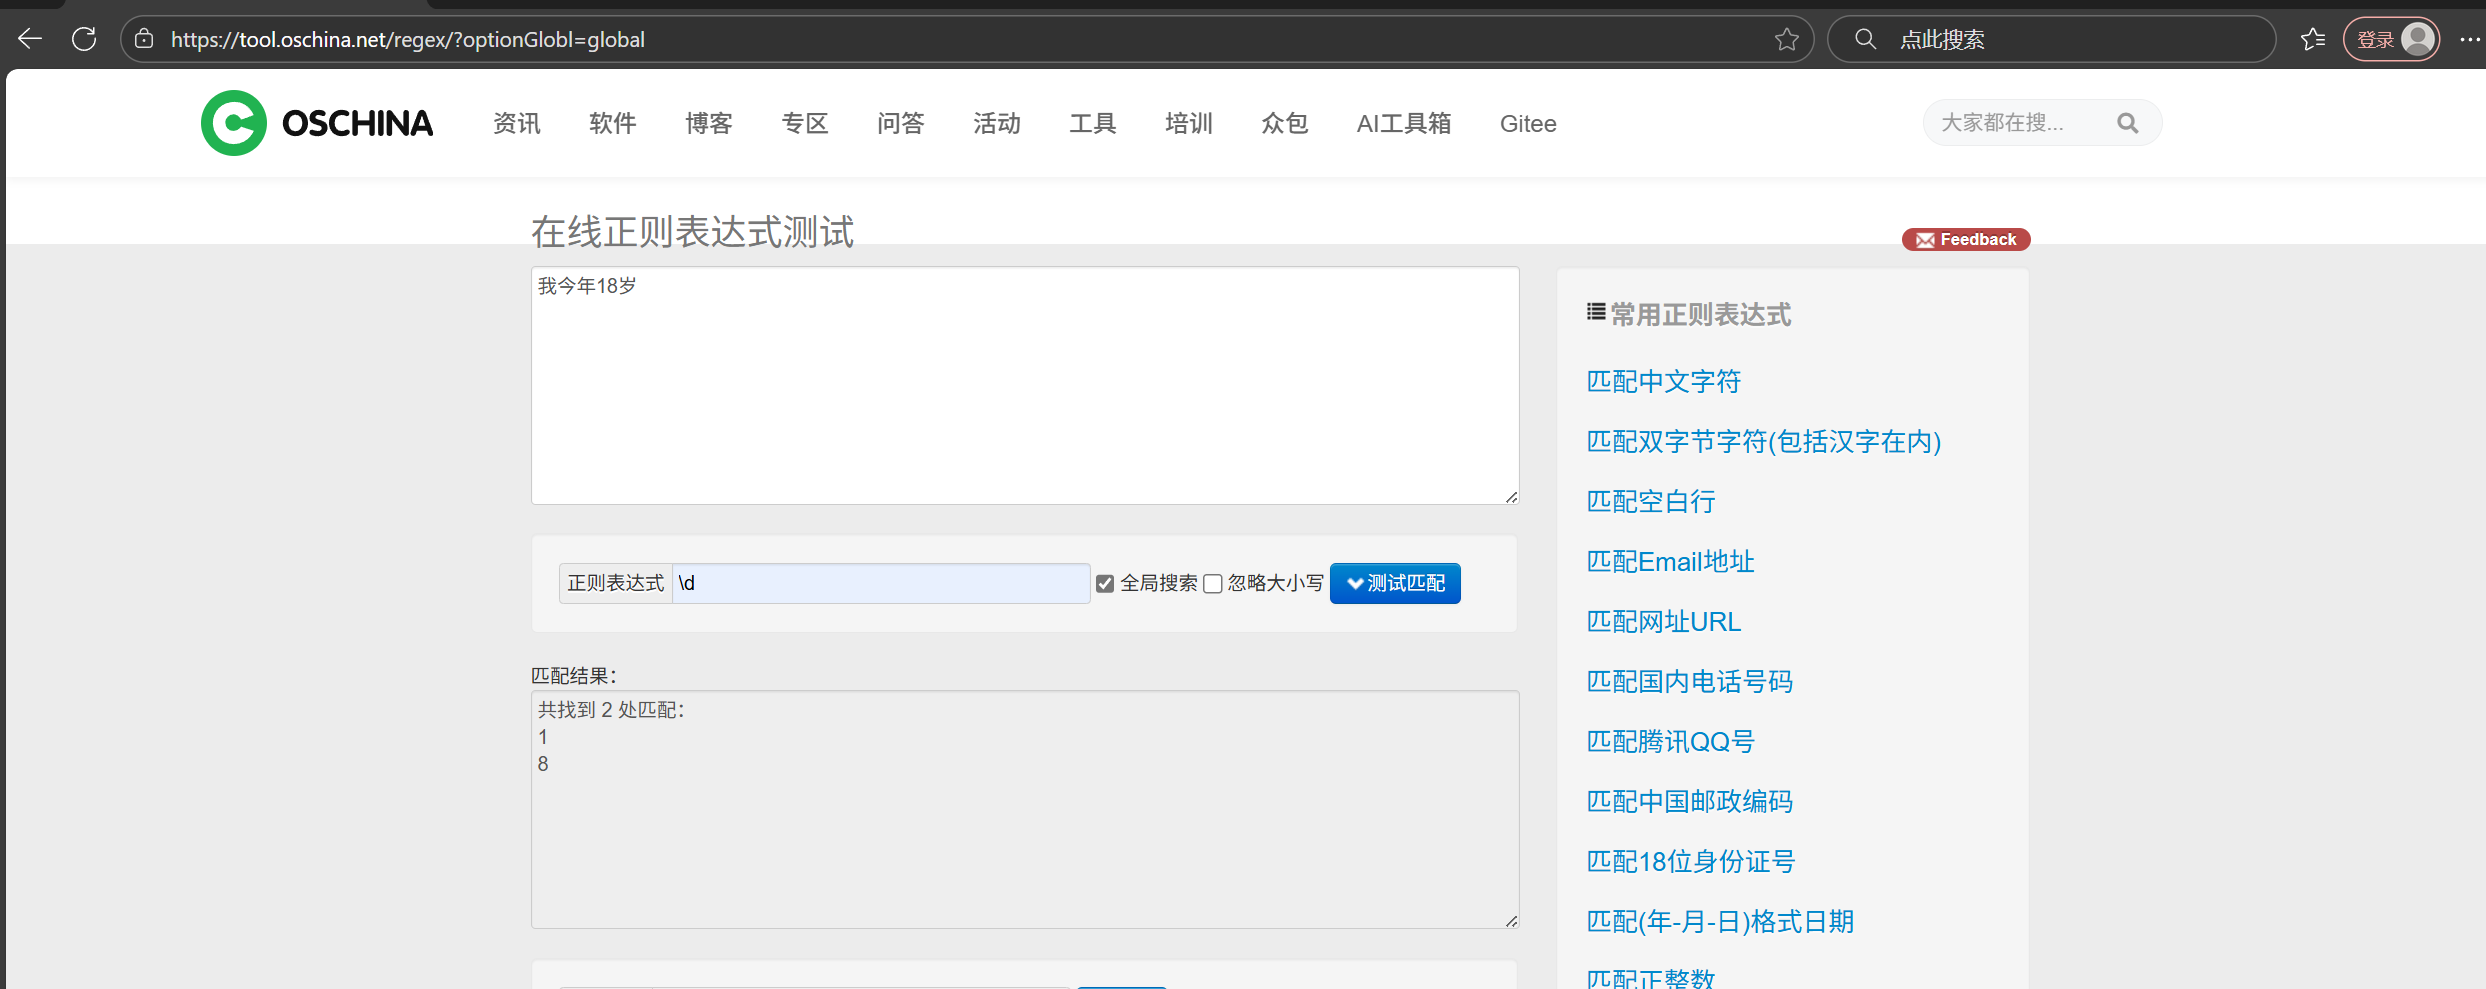 https://tool.oschina.net/regex/?optionGlobl=global
点此搜索
登录
OSCHINA
资讯
软件
博客
专区
问答
活动
工具
培训
众包
AI工具箱
Gitee
大家都在搜...
在线正则表达式测试
Feedback
我今年18岁
正则表达式
\d
全局搜索
忽略大小写
测试匹配
匹配结果:
共找到 2 处匹配:
1
8
常用正则表达式
匹配中文字符
匹配双字节字符(包括汉字在内)
匹配空白行
匹配Email地址
匹配网址URL
匹配国内电话号码
匹配腾讯QQ号
匹配中国邮政编码
匹配18位身份证号
匹配(年-月-日)格式日期
匹配正整数